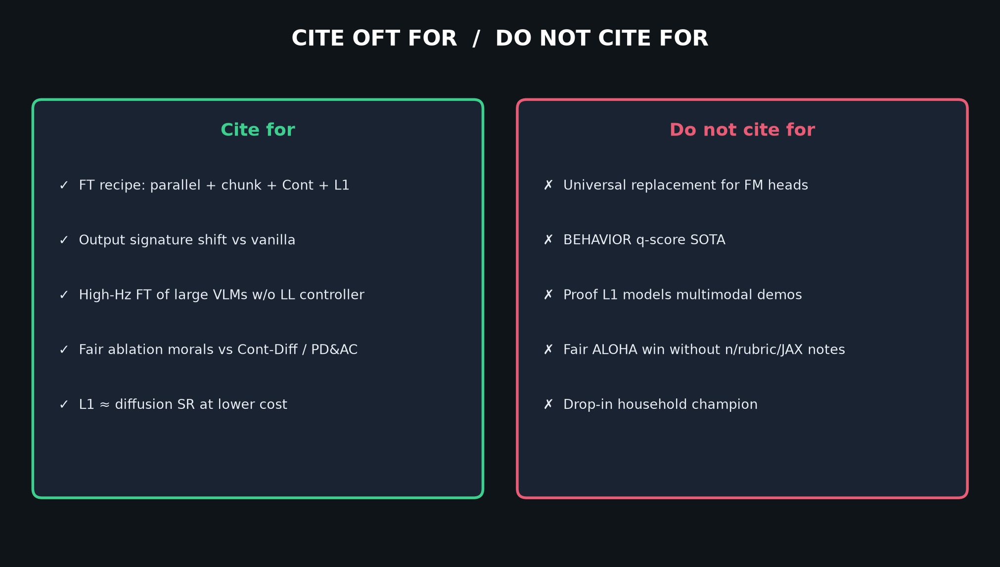 CITE OFT FOR / DO NOT CITE FOR
Cite for
✓ FT recipe: parallel + chunk + Cont + L1
✓ Output signature shift vs vanilla
✓ High-Hz FT of large VLMs w/o LL controller
✓ Fair ablation morals vs Cont-Diff / PD&AC
✓ L1 ≈ diffusion SR at lower cost
Do not cite for
✗ Universal replacement for FM heads
✗ BEHAVIOR q-score SOTA
✗ Proof L1 models multimodal demos
✗ Fair ALOHA win without n/rubric/JAX notes
✗ Drop-in household champion